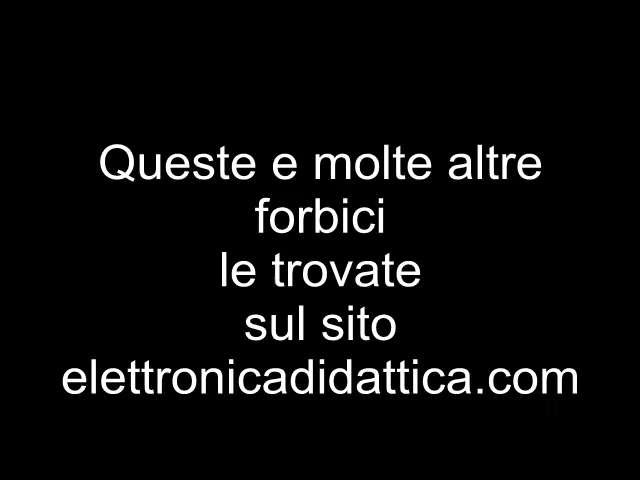 Queste e molte altre
forbici
le trovate
sul sito
elettronicadidattica.com